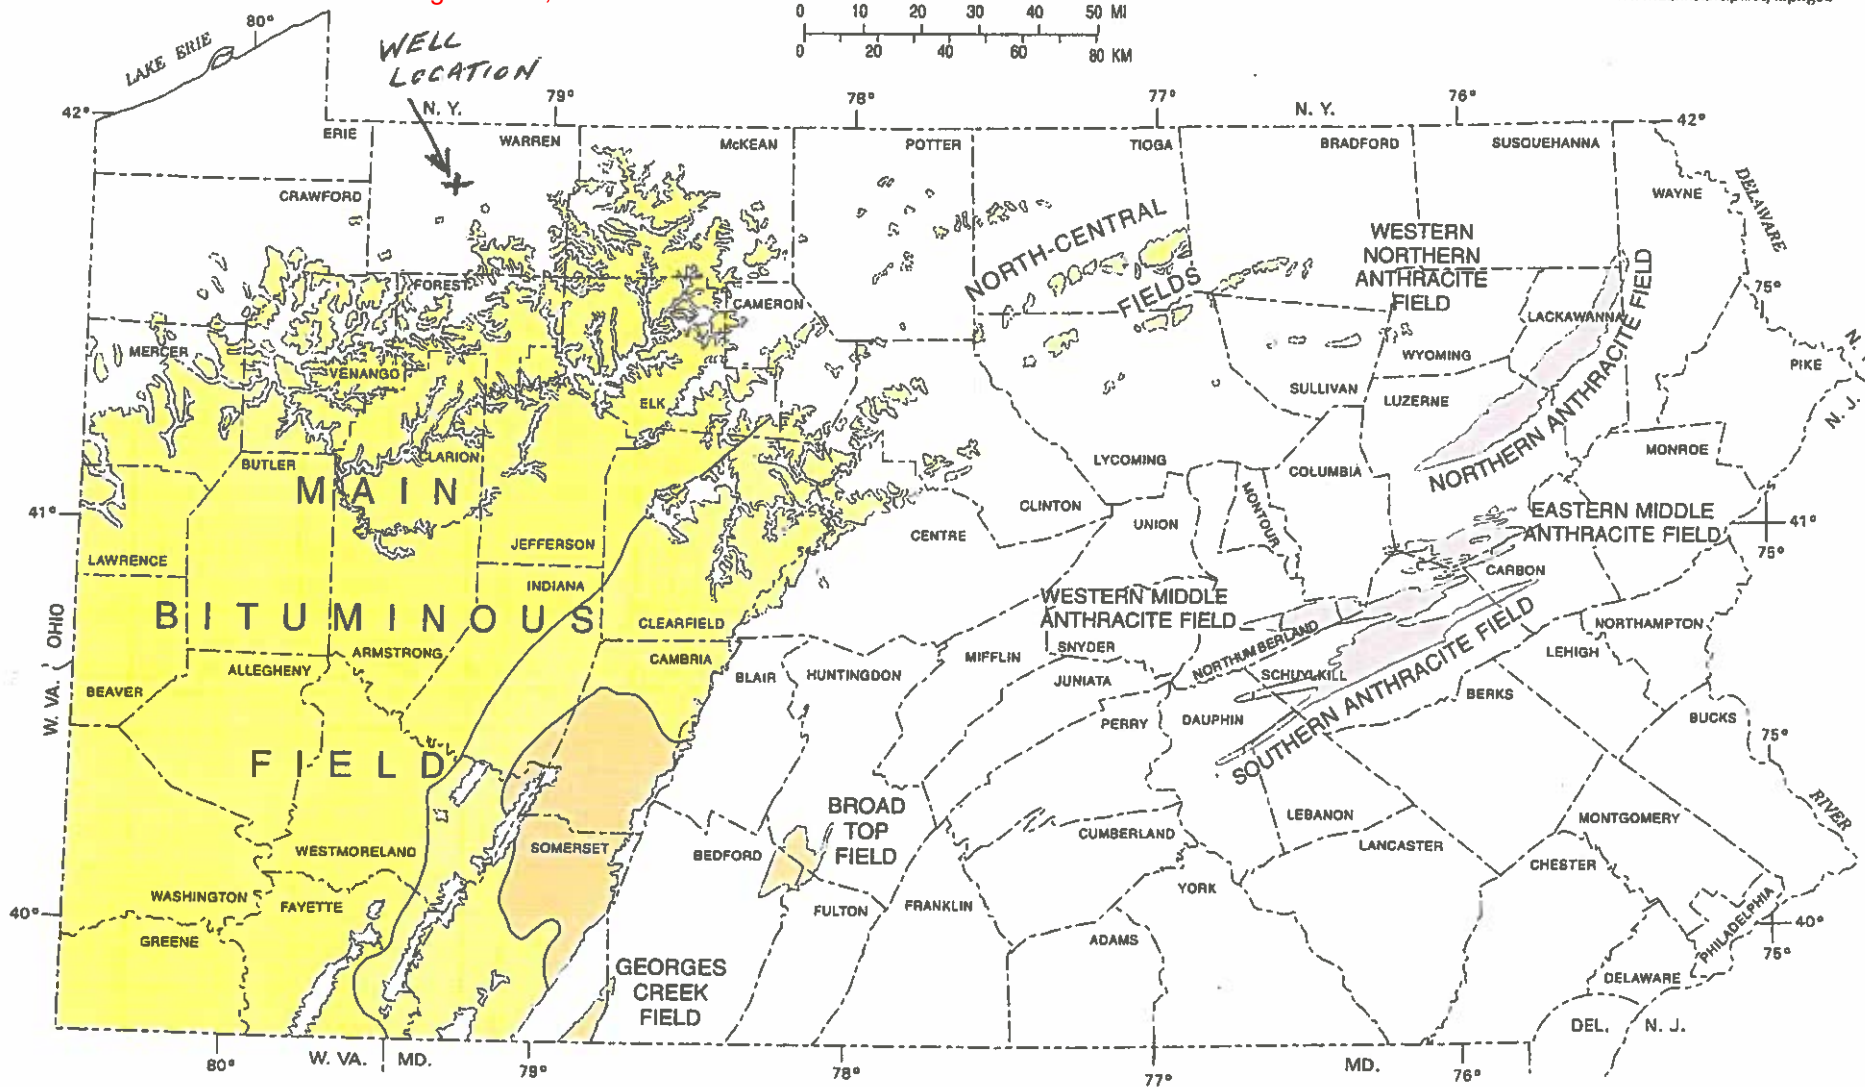 0 10 20 30 40 50 MI
0 20 40 60 80 KM
LAKE ERIE
80°
WELL
LOCATION
42°
N. Y.
79°
78°
77°
N. Y.
76°
42°
ERIE
WARREN
McKEAN
POTTER
TIOGA
BRADFORD
SUSQUEHANNA
WAYNE
DELAWARE
CRAWFORD
NORTH-CENTRAL
FIELDS
WESTERN
NORTHERN
ANTHRACITE
FIELD
FOREST
CAMERON
75°
LACKAWANNA
MERCER
VENANGO
WYOMING
PIKE
SULLIVAN
LUZERNE
NORTHERN ANTHRACITE FIELD
N. J.
ELK
BUTLER
CLARION
LYCOMING
COLUMBIA
MONROE
MAIN
CLINTON
MONTOUR
NORTHERN ANTHRACITE FIELD
41°
UNION
EASTERN MIDDLE
ANTHRACITE FIELD
41°
75°
LAWRENCE
JEFFERSON
CENTRE
INDIANA
CARBON
BITUMINOUS
CLEARFIELD
WESTERN MIDDLE
ANTHRACITE FIELD
NORTHUMBERLAND
NORTHAMPTON
W. VA. OHIO
ALLEGHENY
ARMSTRONG
CAMBRIA
SNYDER
LEHIGH
BEAVER
BLAIR
HUNTINGDON
MIFFLIN
JUNIATA
SCHUYLKILL
BERKS
PERRY
DAUPHIN
BUCKS
SOUTHERN ANTHRACITE FIELD
75°
FIELD
BROAD
TOP
FIELD
LEBANON
MONTGOMERY
RIVER
WESTMORELAND
SOMERSET
BEDFORD
CUMBERLAND
LANCASTER
CHESTER
WASHINGTON
FAYETTE
YORK
40°
FULTON
FRANKLIN
PHILADELPHIA
40°
75°
GREENE
ADAMS
GEORGES
CREEK
FIELD
DELAWARE
DEL.
N. J.
80°
W. VA.
MD.
79°
78°
77°
MD.
76°